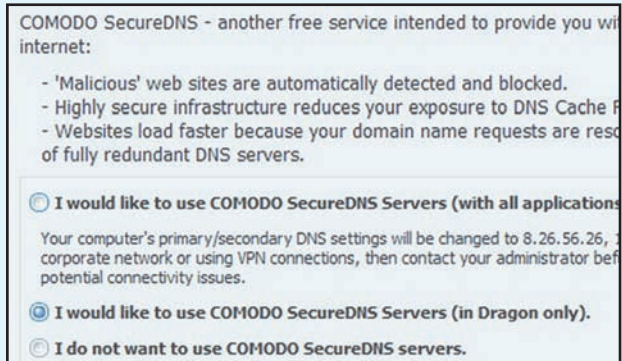 COMODO SecureDNS - another free service intended to provide you wi
internet:
- 'Malicious' web sites are automatically detected and blocked.
- Highly secure infrastructure reduces your exposure to DNS Cache
- Websites load faster because your domain name requests are reso
of fully redundant DNS servers.
I would like to use COMODO SecureDNS Servers (with all applications
Your computer's primary/secondary DNS settings will be changed to 8.26.56.26,
corporate network or using VPN connections, then contact your administrator bef
potential connectivity issues.
I would like to use COMODO SecureDNS Servers (in Dragon only).
I do not want to use COMODO SecureDNS servers.